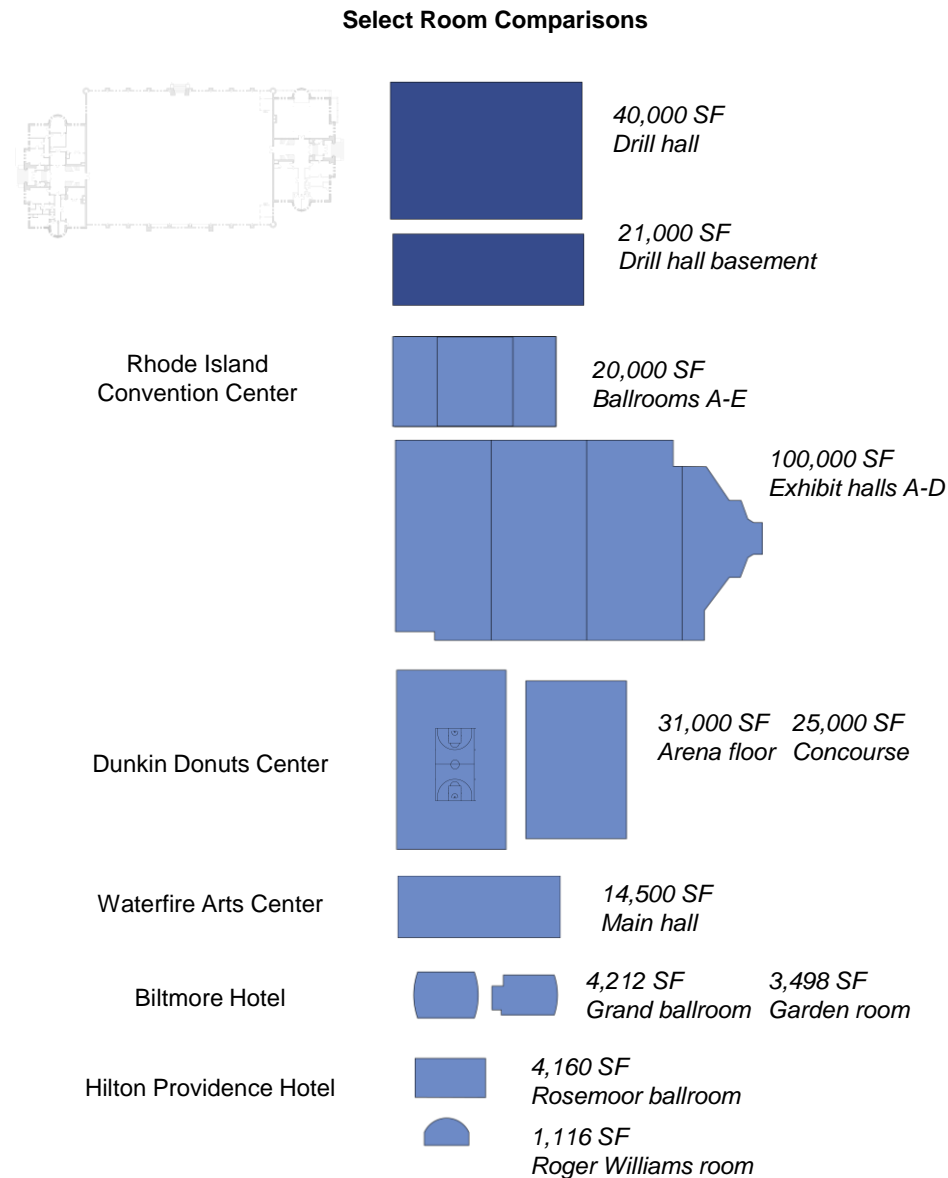 Select Room Comparisons
40,000 SF
Drill hall
21,000 SF
Drill hall basement
Rhode Island
Convention Center
20,000 SF
Ballrooms A-E
100,000 SF
Exhibit halls A-D
Dunkin Donuts Center
31,000 SF
Arena floor
25,000 SF
Concourse
Waterfire Arts Center
14,500 SF
Main hall
Biltmore Hotel
4,212 SF
Grand ballroom
3,498 SF
Garden room
Hilton Providence Hotel
4,160 SF
Rosemoor ballroom
1,116 SF
Roger Williams room